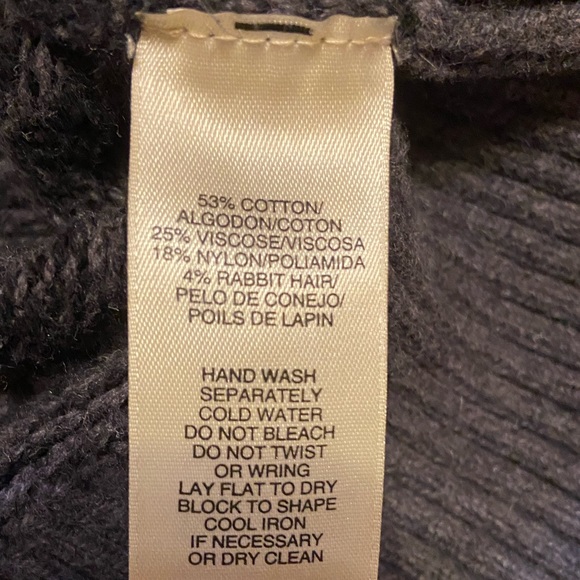 53% COTTON/
ALGODON/COTON
25% VISCOSE/VISCOSA
18% NYLON/POLIAMIDA
4% RABBIT HAIR/
PELO DE CONEJO/
POILS DE LAPIN
HAND WASH
SEPARATELY
COLD WATER
DO NOT BLEACH
DO NOT TWIST
OR WRING
LAY FLAT TO DRY
BLOCK TO SHAPE
COOL IRON
IF NECESSARY
OR DRY CLEAN